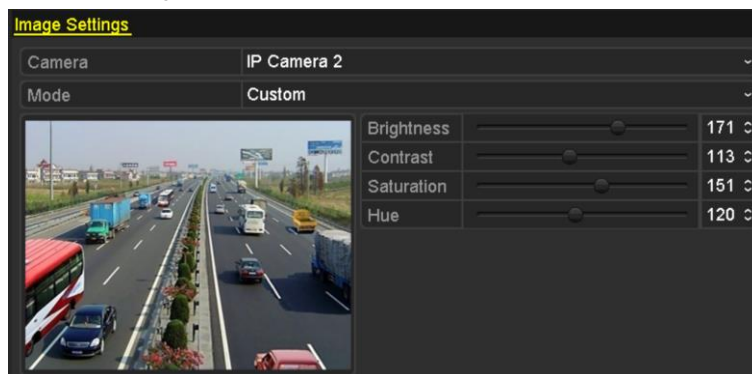 Image Settings
Camera IP Camera 2
Mode Custom
Brightness 171
Contrast 113
Saturation 151
Hue 120